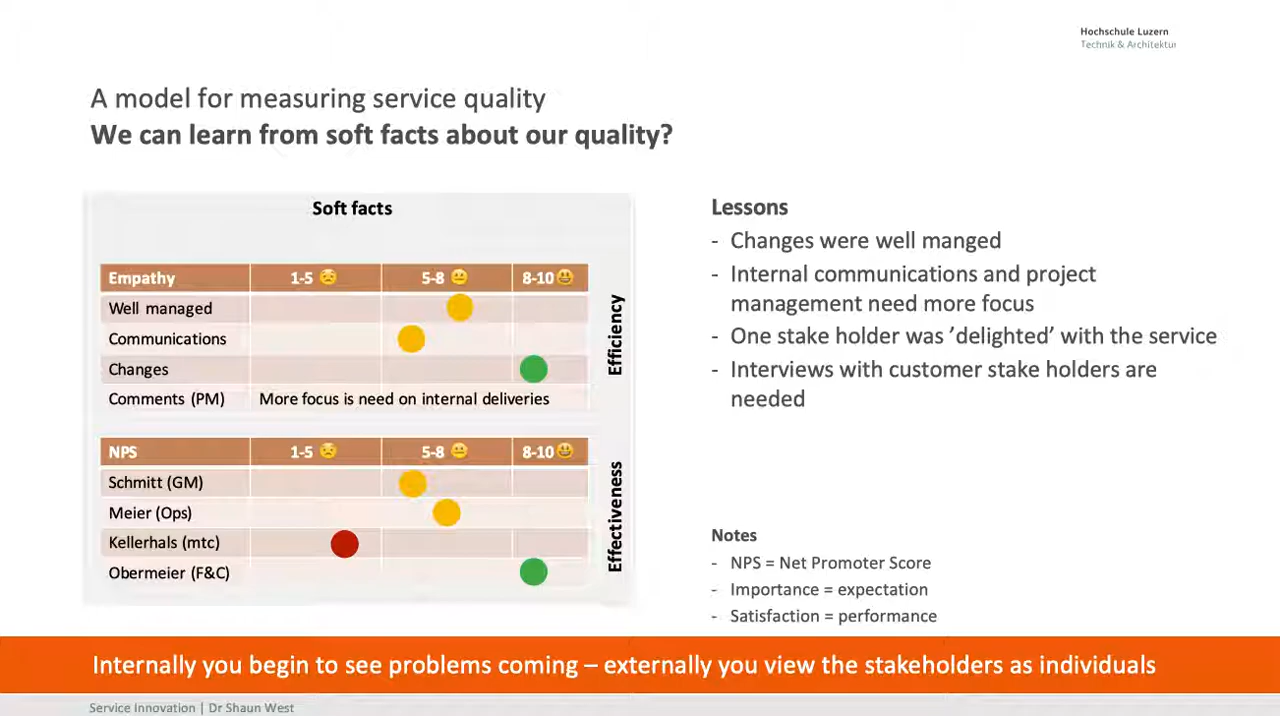 Hochschule Luzern
Technik & Architektur
A model for measuring service quality
We can learn from soft facts about our quality?
Soft facts
Empathy 1-5 😟 5-8 😐 8-10 😃
Well managed
Communications
Changes
Comments (PM) More focus is need on internal deliveries
Efficiency
NPS 1-5 😟 5-8 😐 8-10 😃
Schmitt (GM)
Meier (Ops)
Kellerhals (mtc)
Obermeier (F&C)
Effectiveness
Lessons
- Changes were well manged
- Internal communications and project
management need more focus
- One stake holder was ’delighted’ with the service
- Interviews with customer stake holders are
needed
Notes
- NPS = Net Promoter Score
- Importance = expectation
- Satisfaction = performance
Internally you begin to see problems coming – externally you view the stakeholders as individuals
Service Innovation | Dr Shaun West